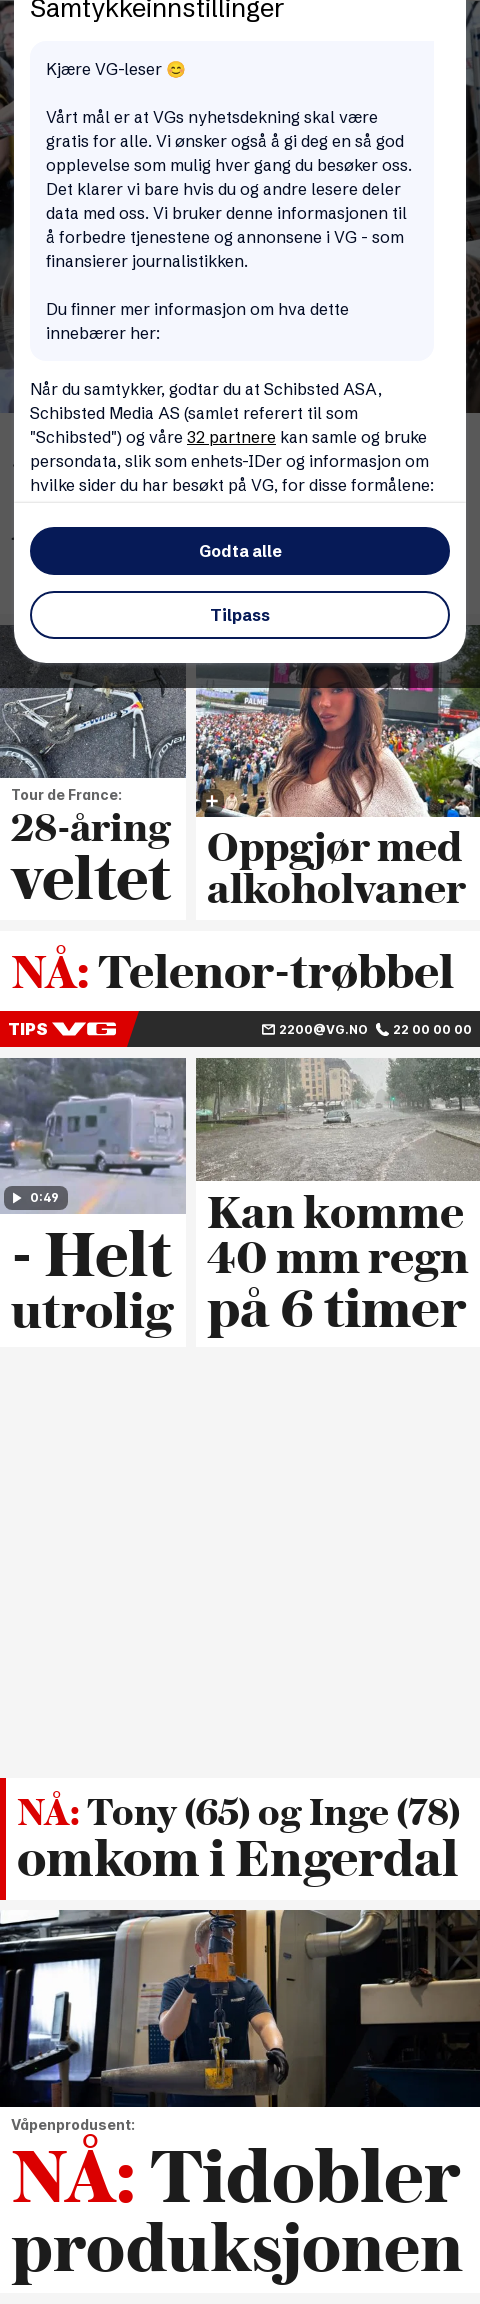 Samtykkeinnstillinger
Kjære VG-leser 😊
Vårt mål er at VGs nyhetsdekning skal være
gratis for alle. Vi ønsker også å gi deg en så god
opplevelse som mulig hver gang du besøker oss.
Det klarer vi bare hvis du og andre lesere deler
data med oss. Vi bruker denne informasjonen til
å forbedre tjenestene og annonsene i VG - som
finansierer journalistikken.
Du finner mer informasjon om hva dette
innebærer her:
Når du samtykker, godtar du at Schibsted ASA,
Schibsted Media AS (samlet referert til som
"Schibsted") og våre 32 partnere kan samle og bruke
persondata, slik som enhets-IDer og informasjon om
hvilke sider du har besøkt på VG, for disse formålene:
Godta alle
Tilpass
Tour de France:
28-åring
veltet
PALME
Oppgjør med
alkoholvaner
NÅ: Telenor-trøbbel
TIPS VG 2200@VG.NO 22 00 00 00
0:49
- Helt
utrolig
Kan komme
40 mm regn
på 6 timer
NÅ: Tony (65) og Inge (78)
omkom i Engerdal
Våpenprodusent:
NÅ: Tidobler
produksjonen